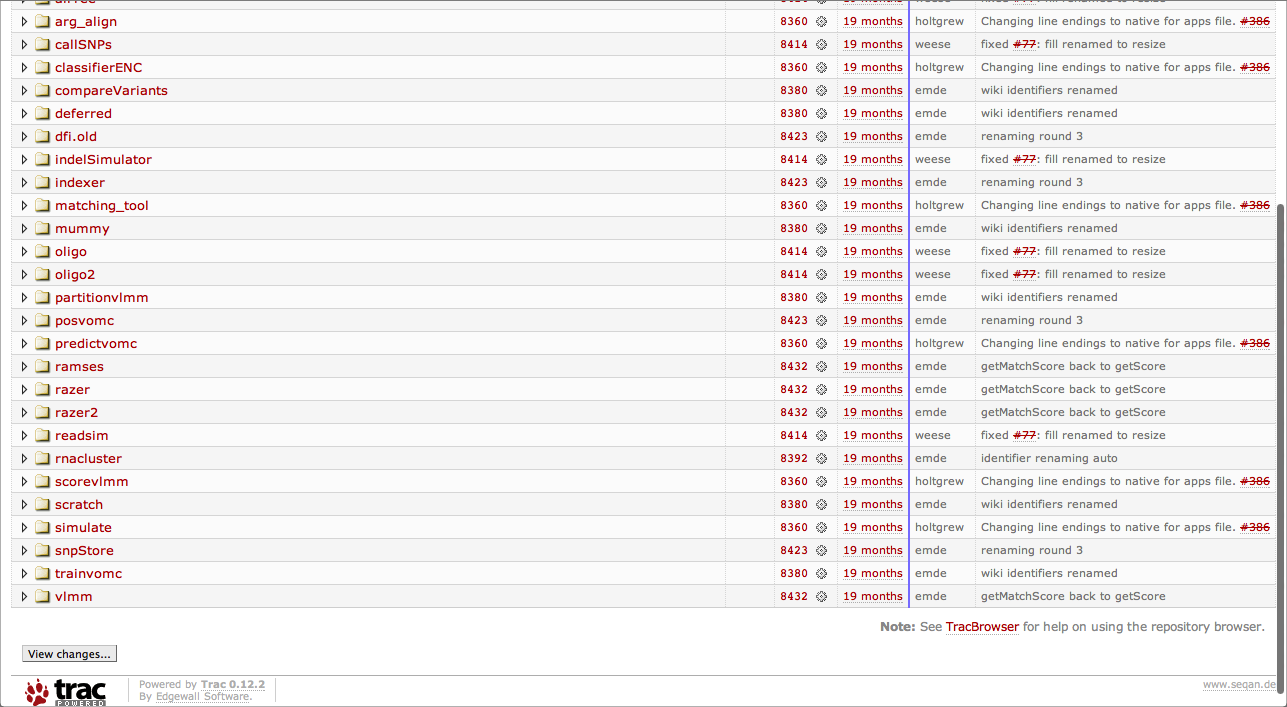 arg_align 8360 19 months holtgrew Changing line endings to native for apps file. #386
callSNPs 8414 19 months weese fixed #77: fill renamed to resize
classifierENC 8360 19 months holtgrew Changing line endings to native for apps file. #386
compareVariants 8380 19 months emde wiki identifiers renamed
deferred 8380 19 months emde wiki identifiers renamed
dfi.old 8423 19 months emde renaming round 3
indelSimulator 8414 19 months weese fixed #77: fill renamed to resize
indexer 8423 19 months emde renaming round 3
matching_tool 8360 19 months holtgrew Changing line endings to native for apps file. #386
mummy 8380 19 months emde wiki identifiers renamed
oligo 8414 19 months weese fixed #77: fill renamed to resize
oligo2 8414 19 months weese fixed #77: fill renamed to resize
partitionvlmm 8380 19 months emde wiki identifiers renamed
posvomc 8423 19 months emde renaming round 3
predictvomc 8360 19 months holtgrew Changing line endings to native for apps file. #386
ramses 8432 19 months emde getMatchScore back to getScore
razer 8432 19 months emde getMatchScore back to getScore
razer2 8432 19 months emde getMatchScore back to getScore
readsim 8414 19 months weese fixed #77: fill renamed to resize
rnacluster 8392 19 months emde identifier renaming auto
scorevlmm 8360 19 months holtgrew Changing line endings to native for apps file. #386
scratch 8380 19 months emde wiki identifiers renamed
simulate 8360 19 months holtgrew Changing line endings to native for apps file. #386
snpStore 8423 19 months emde renaming round 3
trainvomc 8380 19 months emde wiki identifiers renamed
vlmm 8432 19 months emde getMatchScore back to getScore
Note: See TracBrowser for help on using the repository browser.
View changes...
trac
POWERED
Powered by Trac 0.12.2
By Edgewall Software.
www.seqan.de